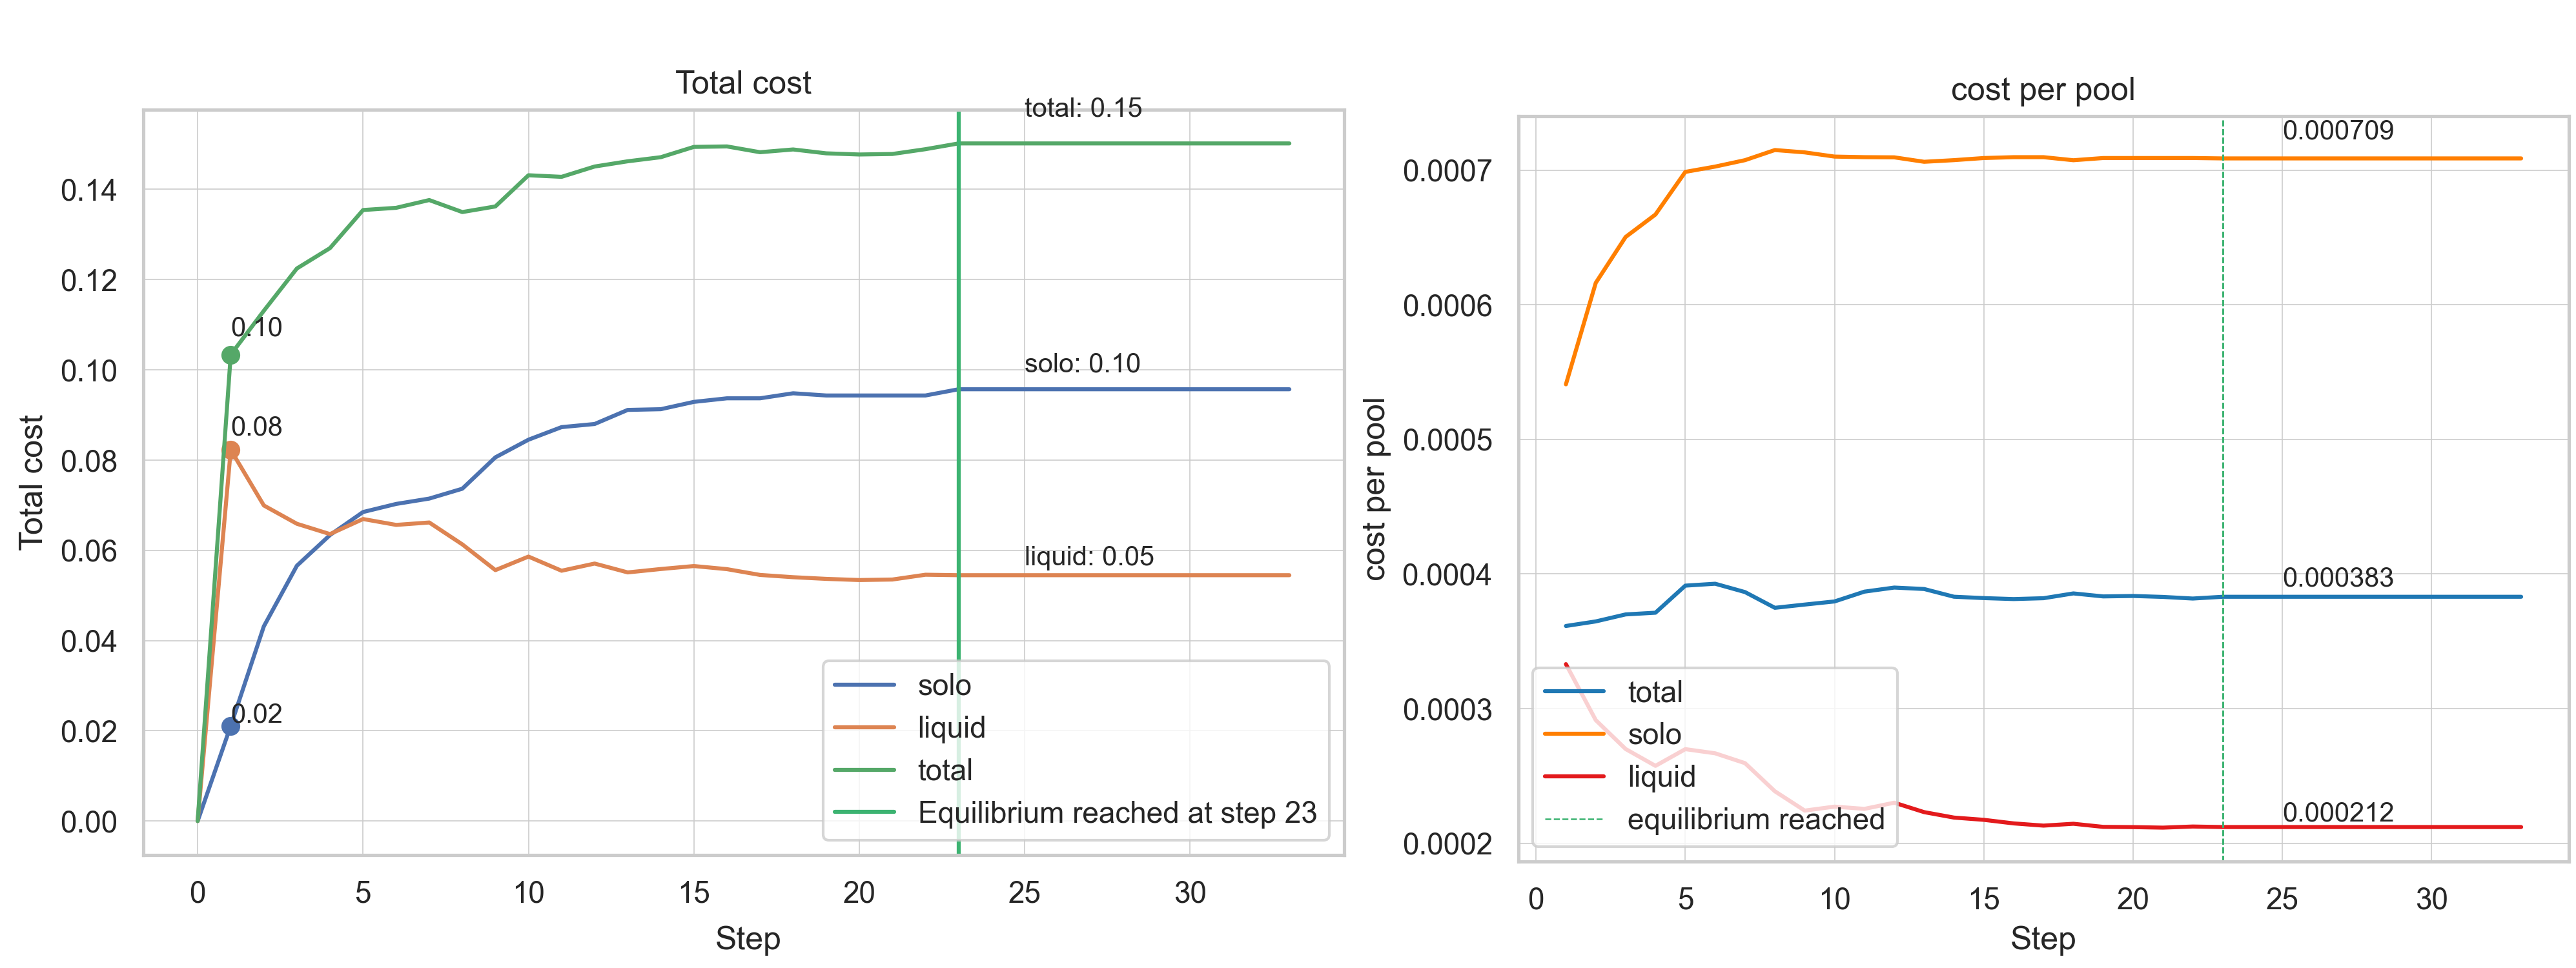 Total cost
total: 0.15
0.14
0.12
0.10
0.10
solo: 0.10
0.08
0.08
0.06
liquid: 0.05
0.04
0.02
0.02
0.00
Total cost
solo
liquid
total
Equilibrium reached at step 23
0
5
10
15
20
25
30
Step
cost per pool
0.000709
0.0007
0.0006
0.0005
0.0004
0.000383
0.0003
0.000212
0.0002
cost per pool
total
solo
liquid
equilibrium reached
0
5
10
15
20
25
30
Step